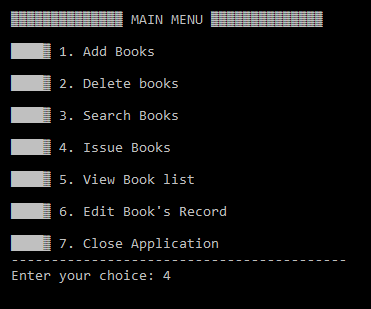 MAIN MENU
1. Add Books
2. Delete books
3. Search Books
4. Issue Books
5. View Book list
6. Edit Book's Record
7. Close Application
------------------------------------------
Enter your choice: 4